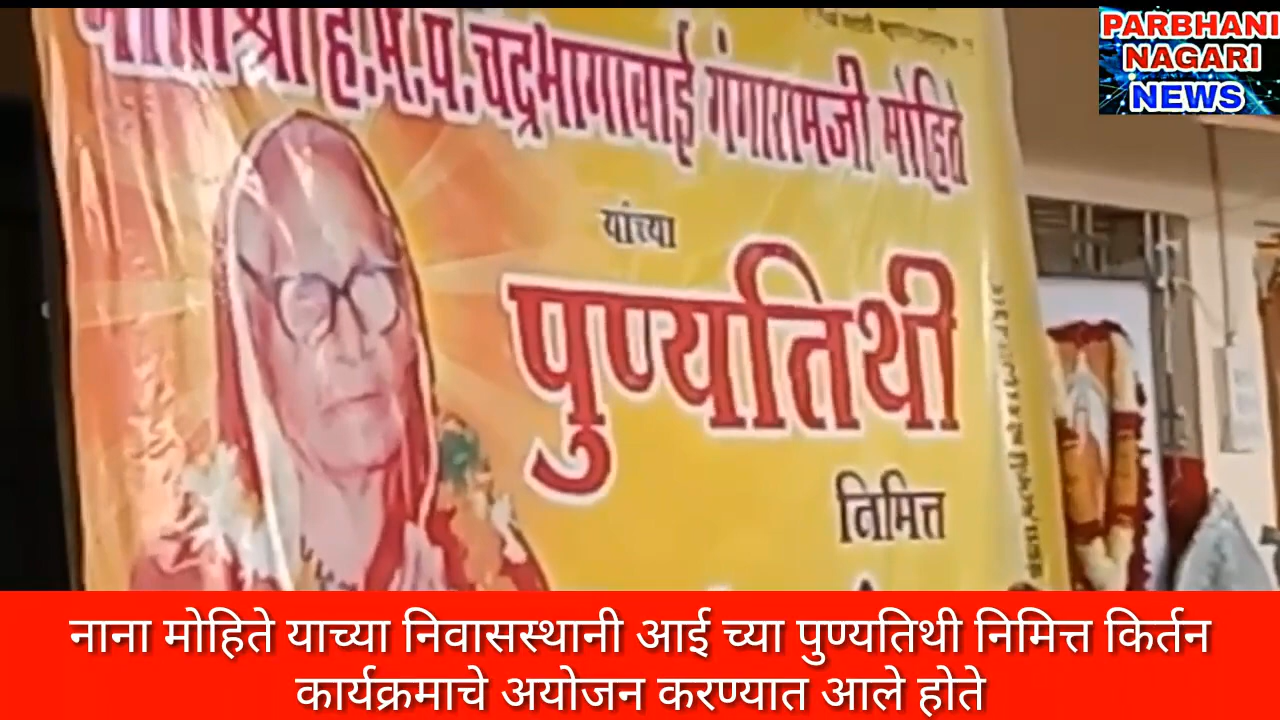 PARBHANI
NAGARI
NEWS
मातोश्री ह.भ.प.चंद्रभागाबाई गंगारामजी मोहिते
यांच्या
पुण्यतिथी
निमित्त
नाना मोहिते याच्या निवासस्थानी आई च्या पुण्यतिथी निमित्त किर्तन
कार्यक्रमाचे अयोजन करण्यात आले होते